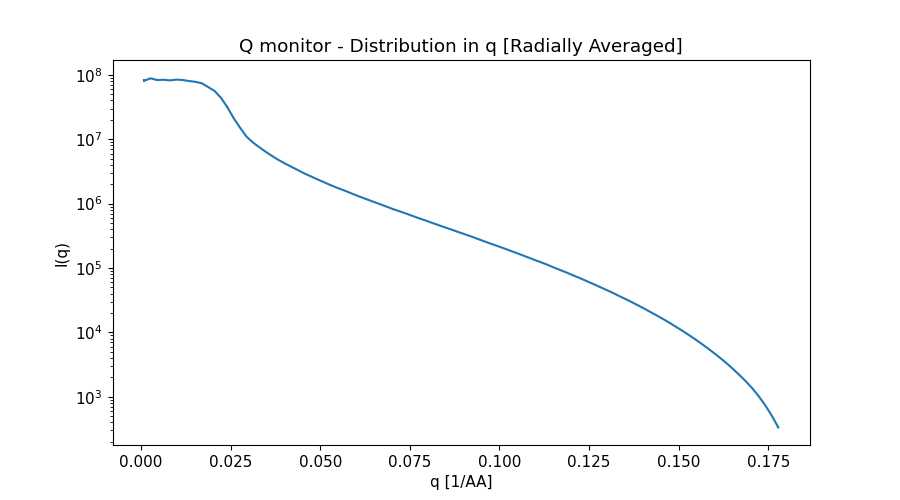 Q monitor - Distribution in q [Radially Averaged]
I(q)
10⁸
10⁷
10⁶
10⁵
10⁴
10³
0.000 0.025 0.050 0.075 0.100 0.125 0.150 0.175
q [1/AA]